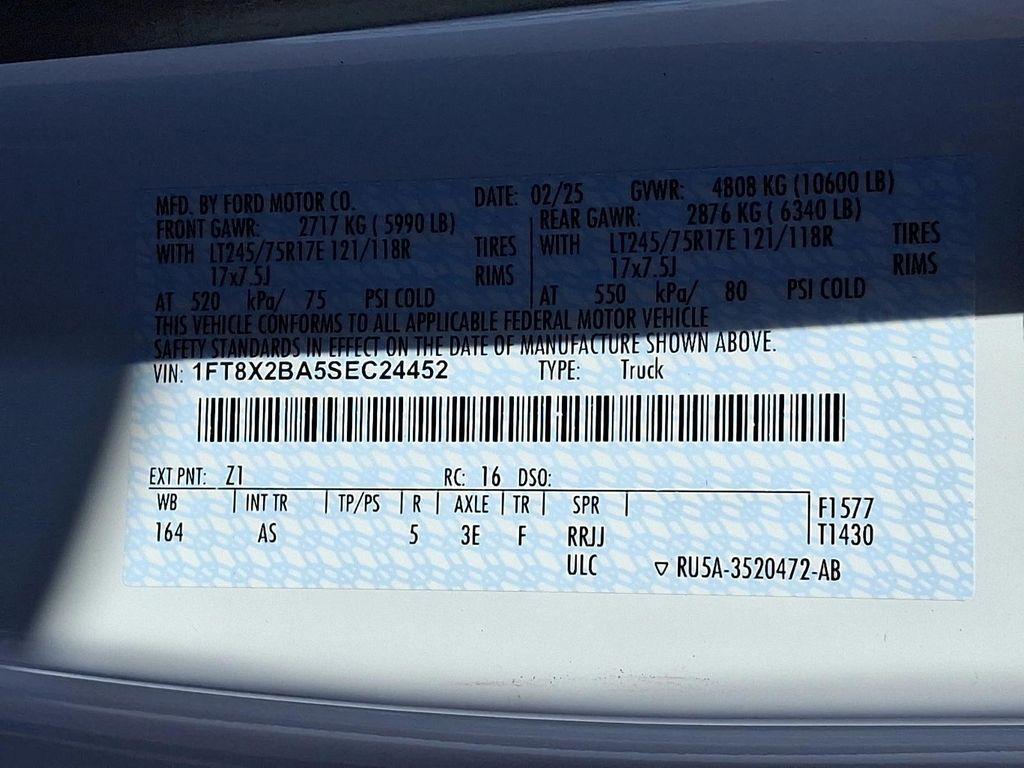 MFD. BY FORD MOTOR CO. DATE: 02/25 GVWR: 4808 KG (10600 LB)
FRONT GAWR: 2717 KG ( 5990 LB) REAR GAWR: 2876 KG ( 6340 LB)
WITH LT245/75R17E 121/118R TIRES WITH LT245/75R17E 121/118R TIRES
17x7.5J RIMS 17x7.5J RIMS
AT 520 kPa/ 75 PSI COLD AT 550 kPa/ 80 PSI COLD
THIS VEHICLE CONFORMS TO ALL APPLICABLE FEDERAL MOTOR VEHICLE
SAFETY STANDARDS IN EFFECT ON THE DATE OF MANUFACTURE SHOWN ABOVE.
VIN: 1FT8X2BA5SEC24452 TYPE: Truck
EXT PNT: Z1 RC: 16 DSO:
WB INT TR TP/PS R AXLE TR SPR F1577
164 AS 5 3E F RRJJ T1430
ULC ▽ RU5A-3520472-AB